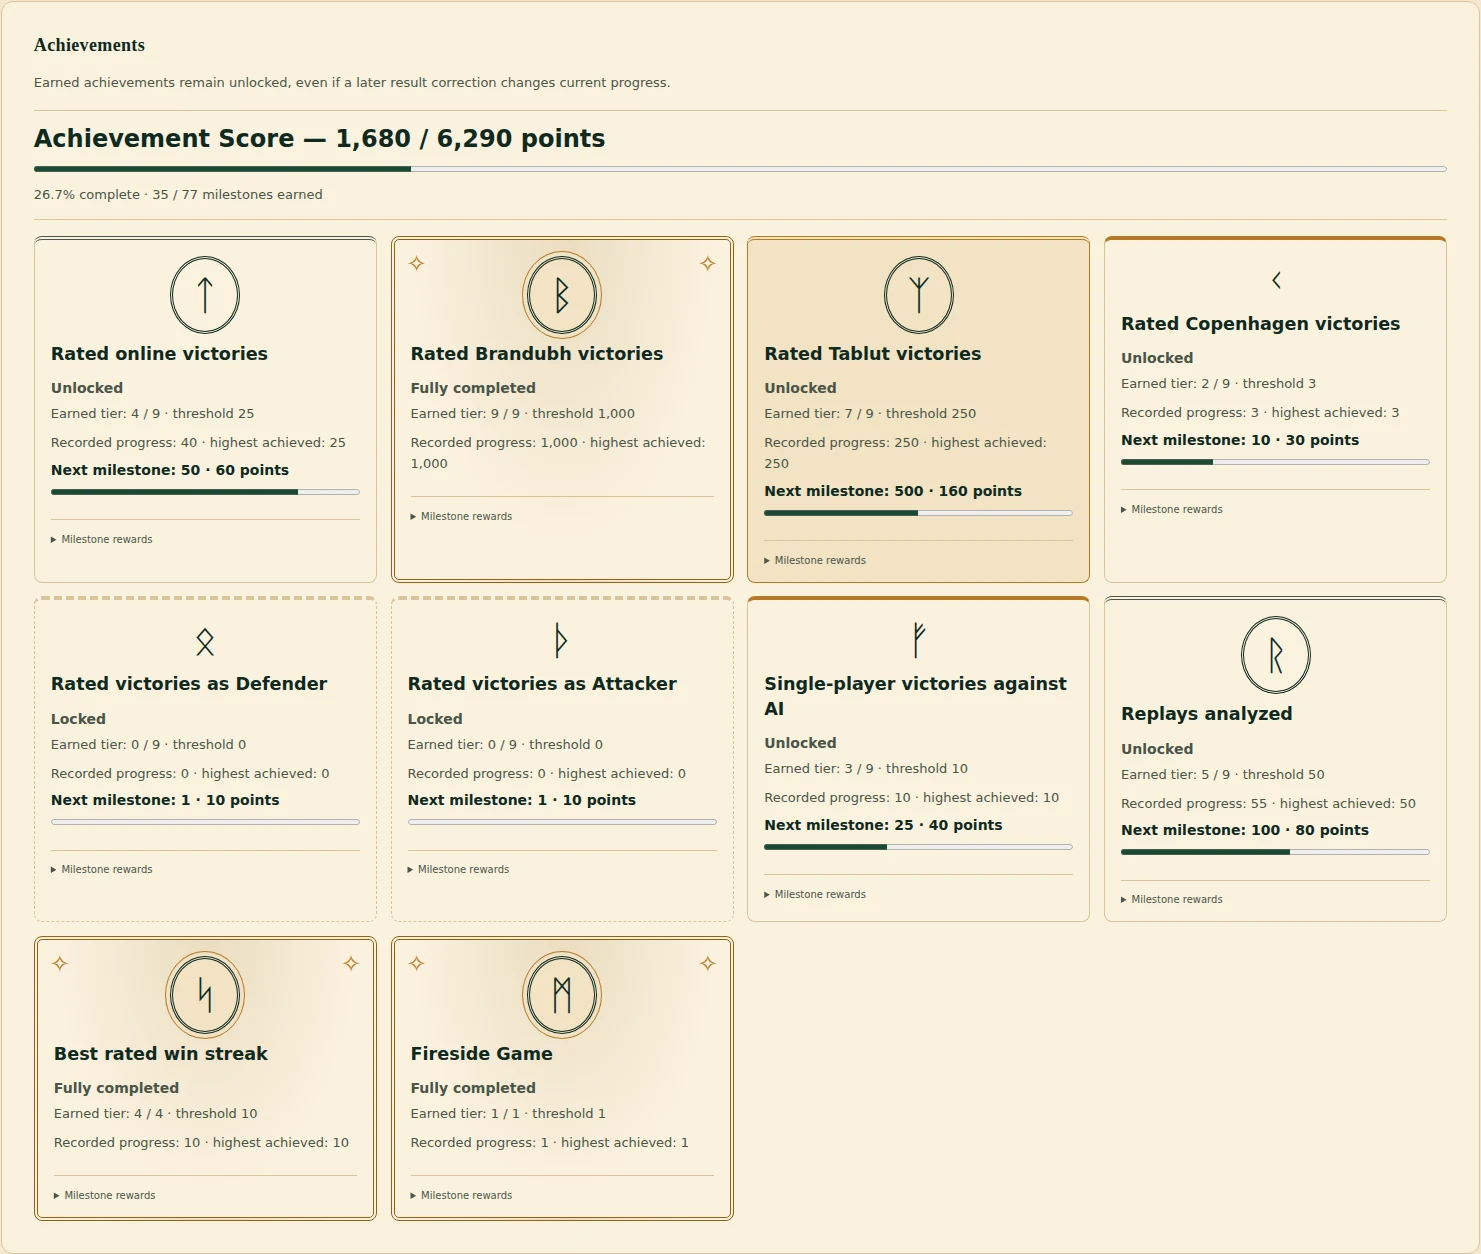 Achievements
Earned achievements remain unlocked, even if a later result correction changes current progress.
Achievement Score — 1,680 / 6,290 points
26.7% complete · 35 / 77 milestones earned
ᛏ
Rated online victories
Unlocked
Earned tier: 4 / 9 · threshold 25
Recorded progress: 40 · highest achieved: 25
Next milestone: 50 · 60 points
▸ Milestone rewards
✧ ᛒ ✧
Rated Brandubh victories
Fully completed
Earned tier: 9 / 9 · threshold 1,000
Recorded progress: 1,000 · highest achieved:
1,000
▸ Milestone rewards
ᛉ
Rated Tablut victories
Unlocked
Earned tier: 7 / 9 · threshold 250
Recorded progress: 250 · highest achieved:
250
Next milestone: 500 · 160 points
▸ Milestone rewards
ᚲ
Rated Copenhagen victories
Unlocked
Earned tier: 2 / 9 · threshold 3
Recorded progress: 3 · highest achieved: 3
Next milestone: 10 · 30 points
▸ Milestone rewards
ᛟ
Rated victories as Defender
Locked
Earned tier: 0 / 9 · threshold 0
Recorded progress: 0 · highest achieved: 0
Next milestone: 1 · 10 points
▸ Milestone rewards
ᚦ
Rated victories as Attacker
Locked
Earned tier: 0 / 9 · threshold 0
Recorded progress: 0 · highest achieved: 0
Next milestone: 1 · 10 points
▸ Milestone rewards
ᚠ
Single-player victories against
AI
Unlocked
Earned tier: 3 / 9 · threshold 10
Recorded progress: 10 · highest achieved: 10
Next milestone: 25 · 40 points
▸ Milestone rewards
ᚱ
Replays analyzed
Unlocked
Earned tier: 5 / 9 · threshold 50
Recorded progress: 55 · highest achieved: 50
Next milestone: 100 · 80 points
▸ Milestone rewards
✧ ᛋ ✧
Best rated win streak
Fully completed
Earned tier: 4 / 4 · threshold 10
Recorded progress: 10 · highest achieved: 10
▸ Milestone rewards
✧ ᛗ ✧
Fireside Game
Fully completed
Earned tier: 1 / 1 · threshold 1
Recorded progress: 1 · highest achieved: 1
▸ Milestone rewards